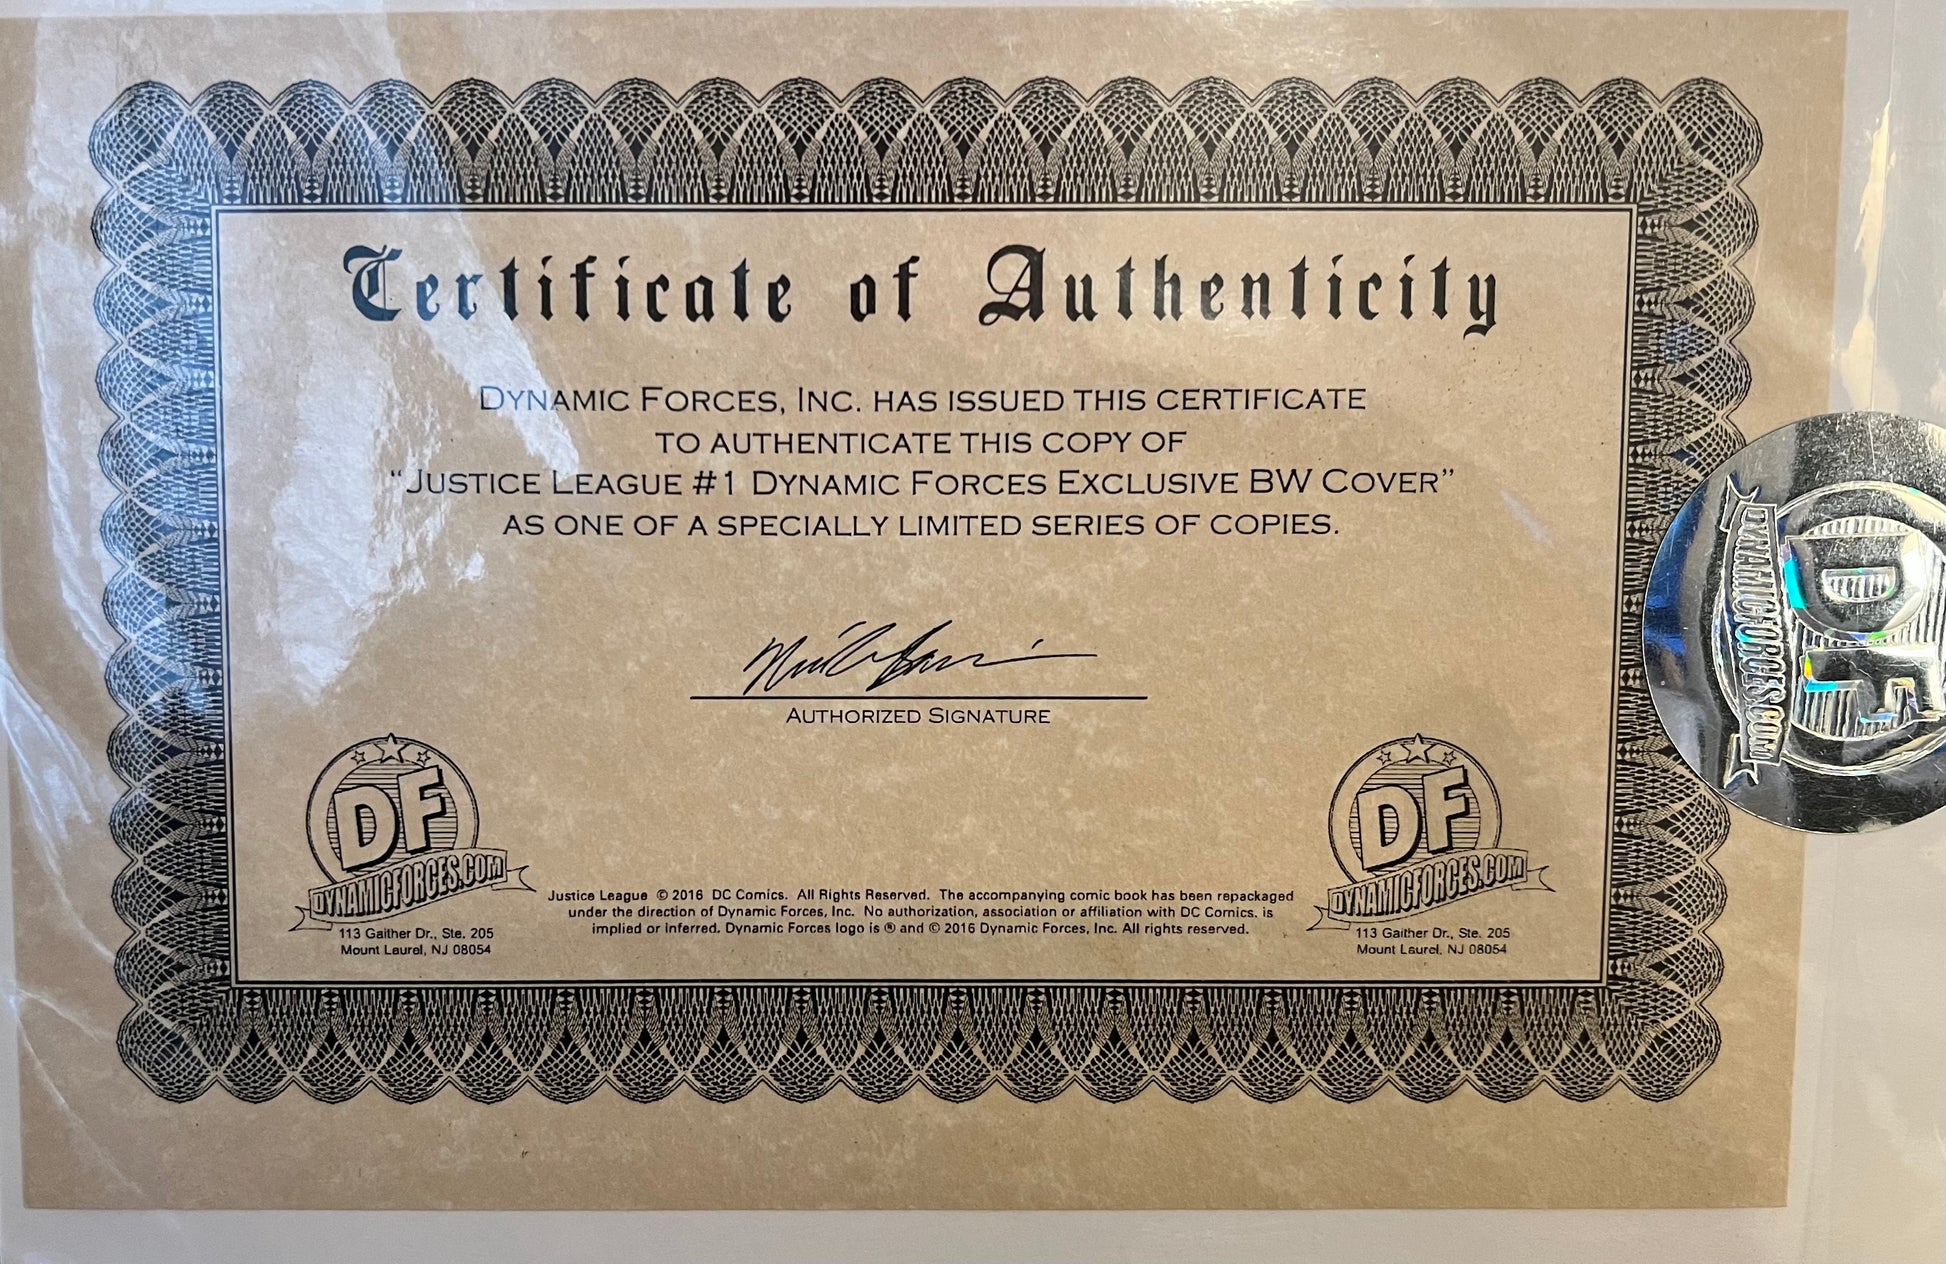 Certificate of Authenticity
DYNAMIC FORCES, INC. HAS ISSUED THIS CERTIFICATE
TO AUTHENTICATE THIS COPY OF
“JUSTICE LEAGUE #1 DYNAMIC FORCES EXCLUSIVE BW COVER”
AS ONE OF A SPECIALLY LIMITED SERIES OF COPIES.
AUTHORIZED SIGNATURE
DF
DYNAMICFORCES.COM
113 Gaither Dr., Ste. 205
Mount Laurel, NJ 08054
Justice League © 2016 DC Comics. All Rights Reserved. The accompanying comic book has been repackaged
under the direction of Dynamic Forces, Inc. No authorization, association or affiliation with DC Comics. is
implied or inferred. Dynamic Forces logo is ® and © 2016 Dynamic Forces, Inc. All rights reserved.
DF
DYNAMICFORCES.COM
113 Gaither Dr., Ste. 205
Mount Laurel, NJ 08054
DF
DYNAMICFORCES.COM